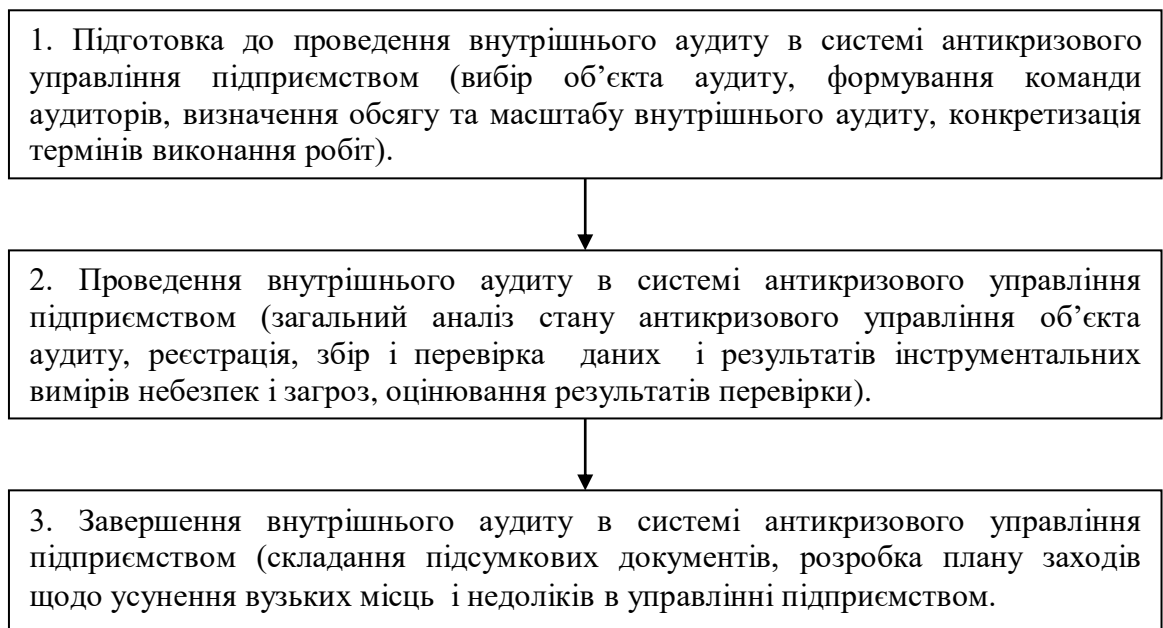 1. Підготовка до проведення внутрішнього аудиту в системі антикризового
управління підприємством (вибір об’єкта аудиту, формування команди
аудиторів, визначення обсягу та масштабу внутрішнього аудиту, конкретизація
термінів виконання робіт).
2. Проведення внутрішнього аудиту в системі антикризового управління
підприємством (загальний аналіз стану антикризового управління об’єкта
аудиту, реєстрація, збір і перевірка даних і результатів інструментальних
вимірів небезпек і загроз, оцінювання результатів перевірки).
3. Завершення внутрішнього аудиту в системі антикризового управління
підприємством (складання підсумкових документів, розробка плану заходів
щодо усунення вузьких місць і недоліків в управлінні підприємством.